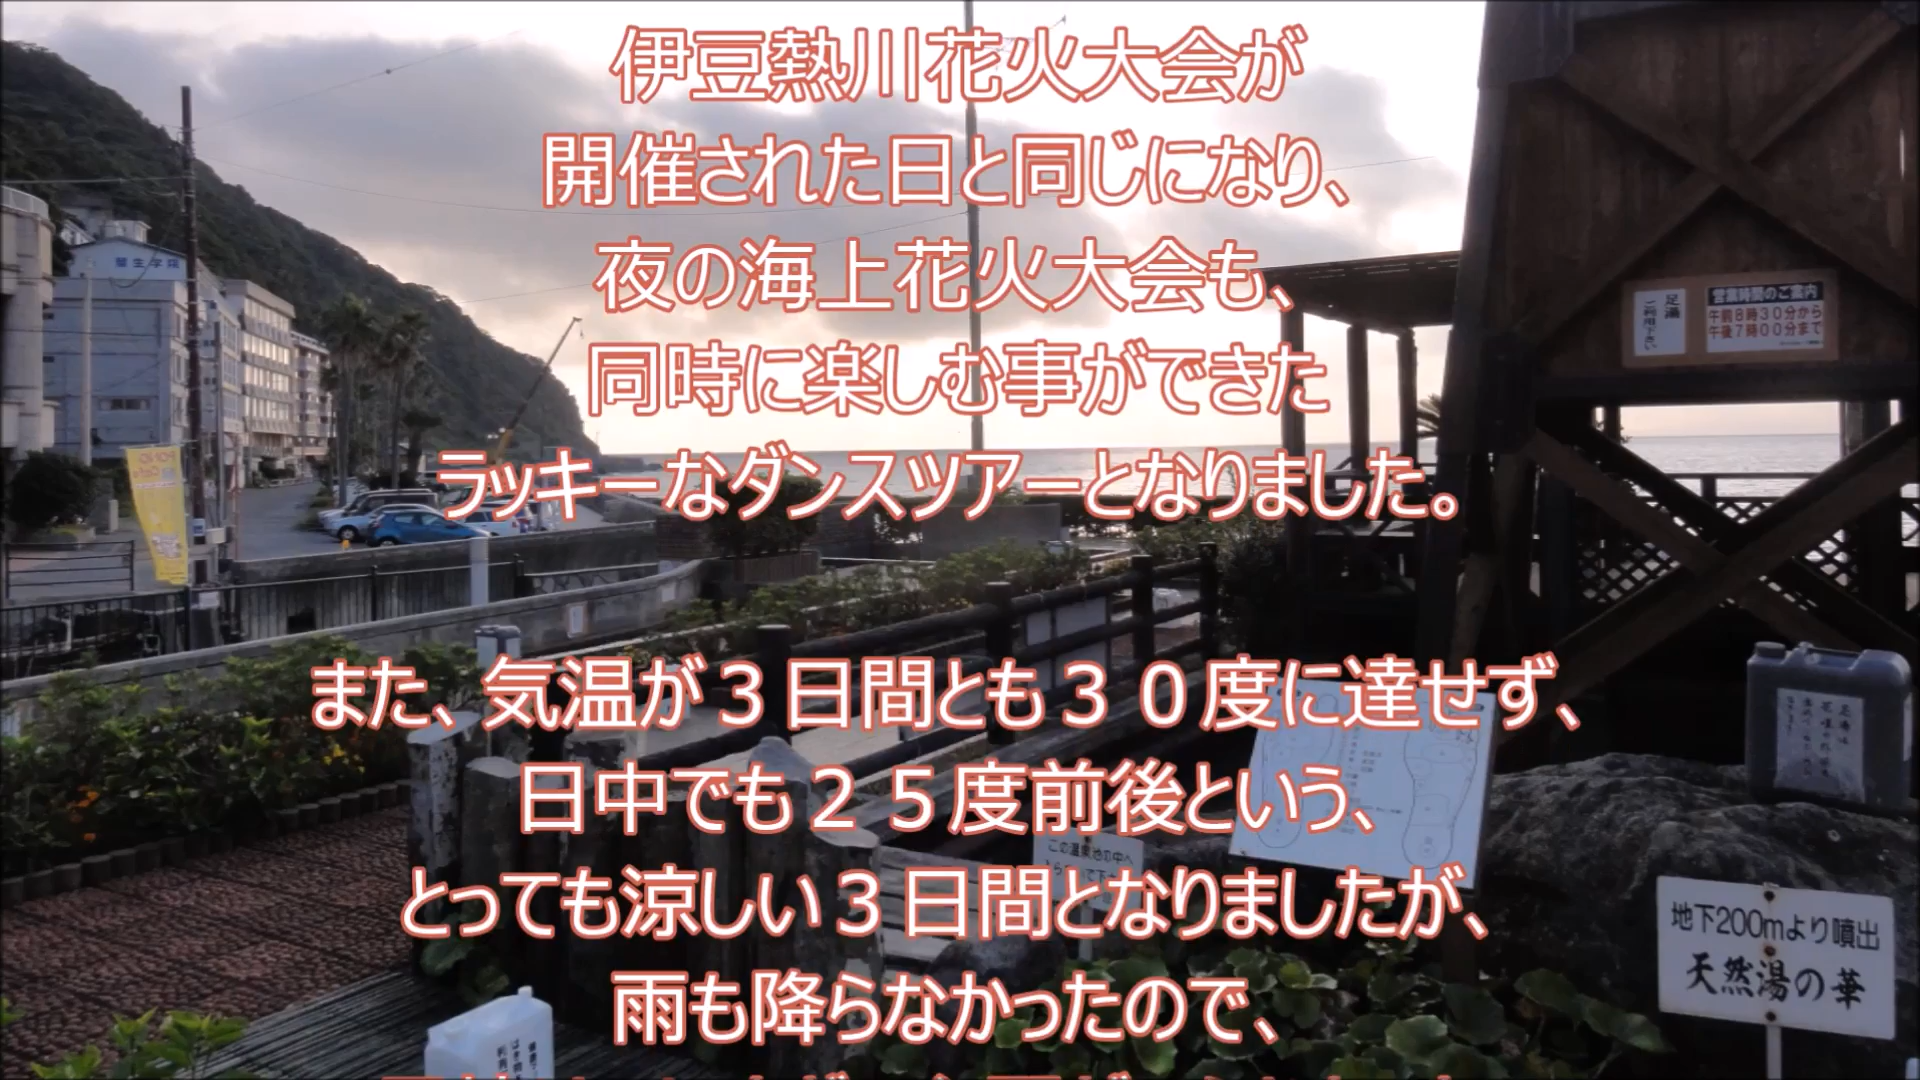 伊豆熱川花火大会が
開催された日と同じになり、
夜の海上花火大会も、
同時に楽しむ事ができた
ラッキーなダンスツアーとなりました。
また、気温が３日間とも３０度に達せず、
日中でも２５度前後という、
とっても涼しい３日間となりましたが、
雨も降らなかったので、
足湯
ご利用下さい
営業時間のご案内
午前8時30分から
午後7時00分まで
この温泉池の中へ
地下200mより噴出
天然湯の華